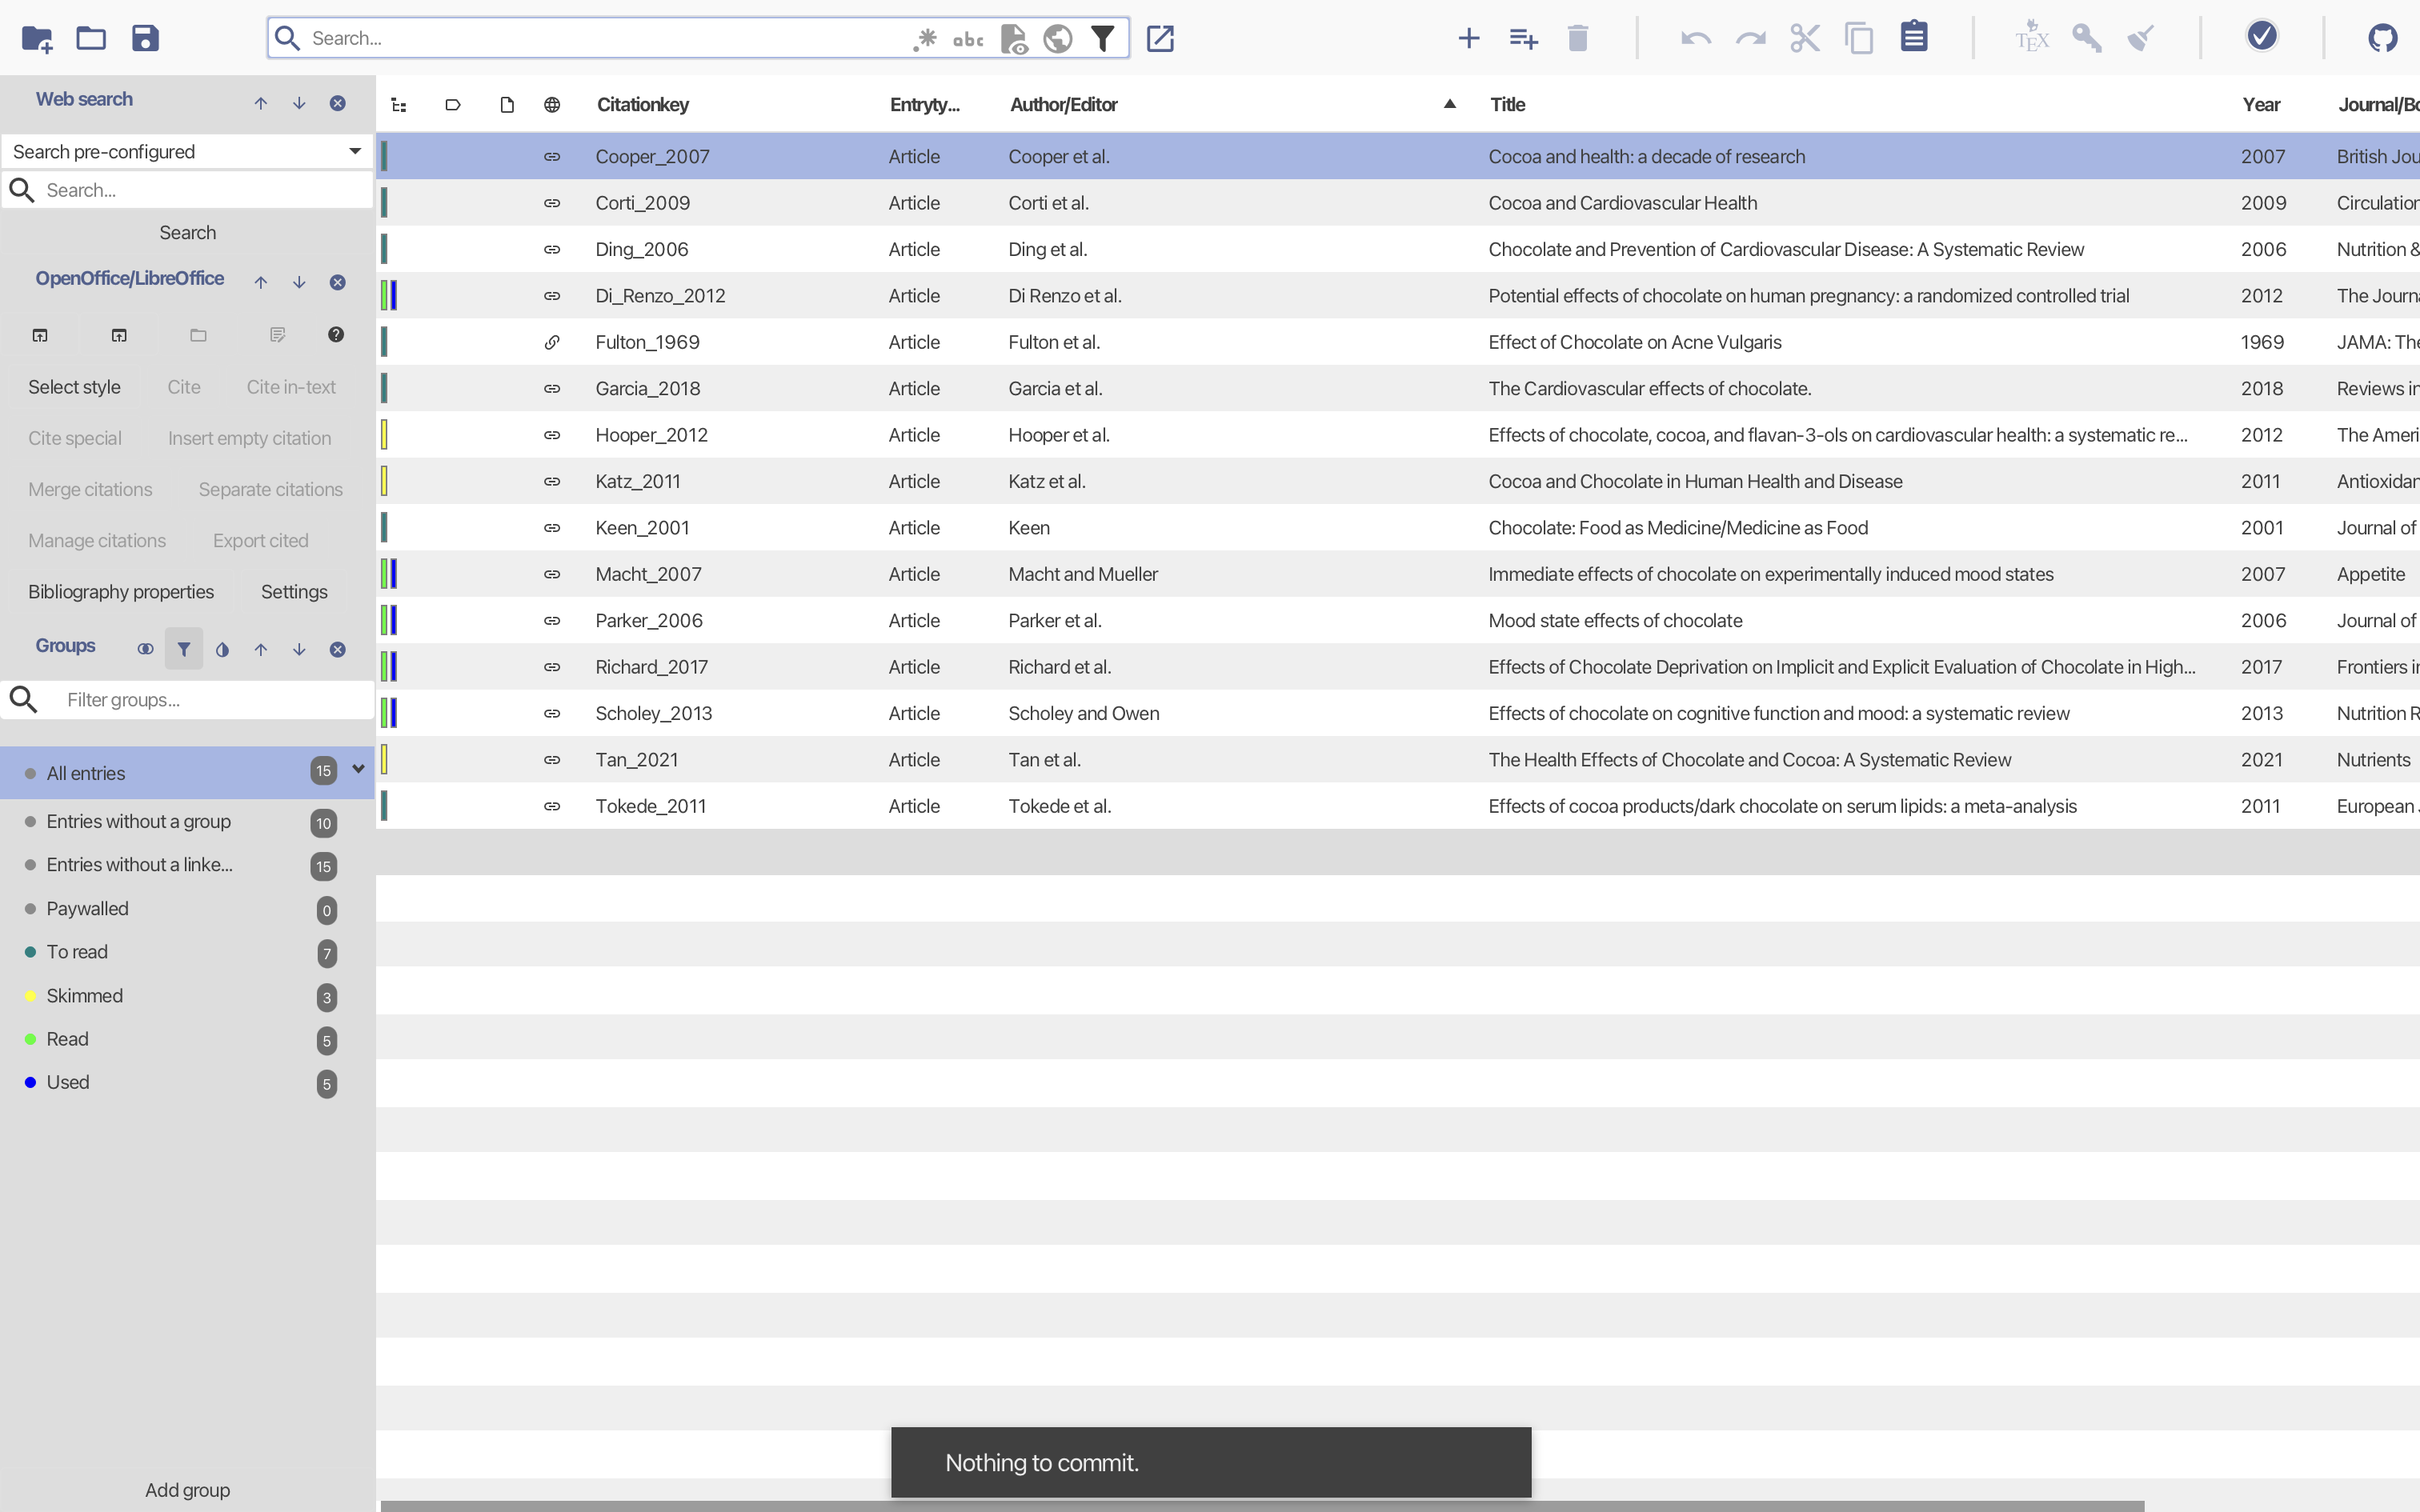 Search...
abc
TEX
Web search
Search pre-configured
Search...
Search
OpenOffice/LibreOffice
Select style Cite Cite in-text
Cite special Insert empty citation
Merge citations Separate citations
Manage citations Export cited
Bibliography properties Settings
Groups
Filter groups...
All entries 15
Entries without a group 10
Entries without a linke... 15
Paywalled 0
To read 7
Skimmed 3
Read 5
Used 5
Add group
Citationkey Entryty... Author/Editor Title Year Journal/Bo
Cooper_2007 Article Cooper et al. Cocoa and health: a decade of research 2007 British Jou
Corti_2009 Article Corti et al. Cocoa and Cardiovascular Health 2009 Circulation
Ding_2006 Article Ding et al. Chocolate and Prevention of Cardiovascular Disease: A Systematic Review 2006 Nutrition &
Di_Renzo_2012 Article Di Renzo et al. Potential effects of chocolate on human pregnancy: a randomized controlled trial 2012 The Journa
Fulton_1969 Article Fulton et al. Effect of Chocolate on Acne Vulgaris 1969 JAMA: The
Garcia_2018 Article Garcia et al. The Cardiovascular effects of chocolate. 2018 Reviews in
Hooper_2012 Article Hooper et al. Effects of chocolate, cocoa, and flavan-3-ols on cardiovascular health: a systematic re... 2012 The Ameri
Katz_2011 Article Katz et al. Cocoa and Chocolate in Human Health and Disease 2011 Antioxidan
Keen_2001 Article Keen Chocolate: Food as Medicine/Medicine as Food 2001 Journal of
Macht_2007 Article Macht and Mueller Immediate effects of chocolate on experimentally induced mood states 2007 Appetite
Parker_2006 Article Parker et al. Mood state effects of chocolate 2006 Journal of
Richard_2017 Article Richard et al. Effects of Chocolate Deprivation on Implicit and Explicit Evaluation of Chocolate in High... 2017 Frontiers in
Scholey_2013 Article Scholey and Owen Effects of chocolate on cognitive function and mood: a systematic review 2013 Nutrition R
Tan_2021 Article Tan et al. The Health Effects of Chocolate and Cocoa: A Systematic Review 2021 Nutrients
Tokede_2011 Article Tokede et al. Effects of cocoa products/dark chocolate on serum lipids: a meta-analysis 2011 European
Nothing to commit.